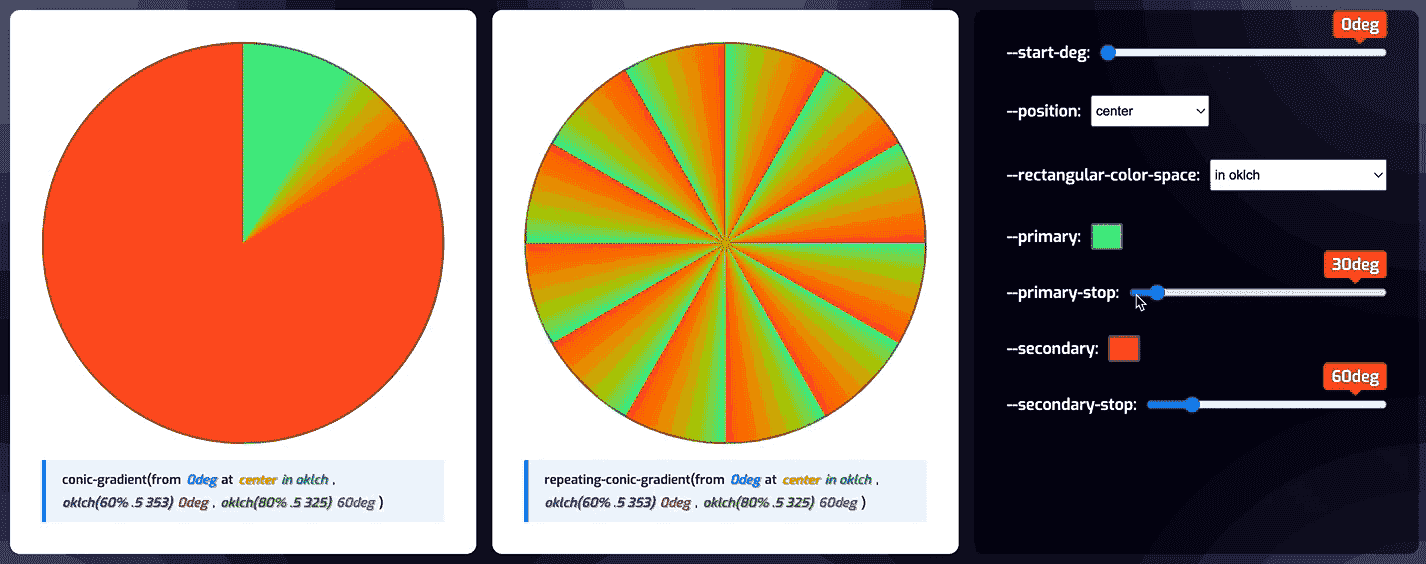 conic-gradient(from 0deg at center in oklch ,
oklch(60% .5 353) 0deg , oklch(80% .5 325) 60deg )
repeating-conic-gradient(from 0deg at center in oklch ,
oklch(60% .5 353) 0deg , oklch(80% .5 325) 60deg )
0deg
--start-deg:
--position: center
--rectangular-color-space: in oklch
--primary:
30deg
--primary-stop:
--secondary:
60deg
--secondary-stop: